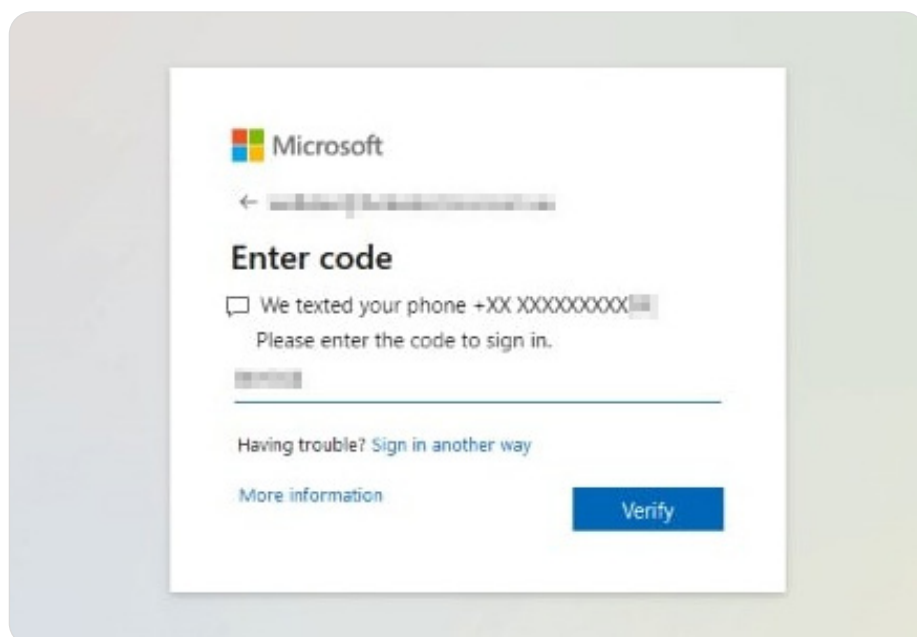 Microsoft
Enter code
We texted your phone +XX XXXXXXXXX
Please enter the code to sign in.
Having trouble? Sign in another way
More information
Verify